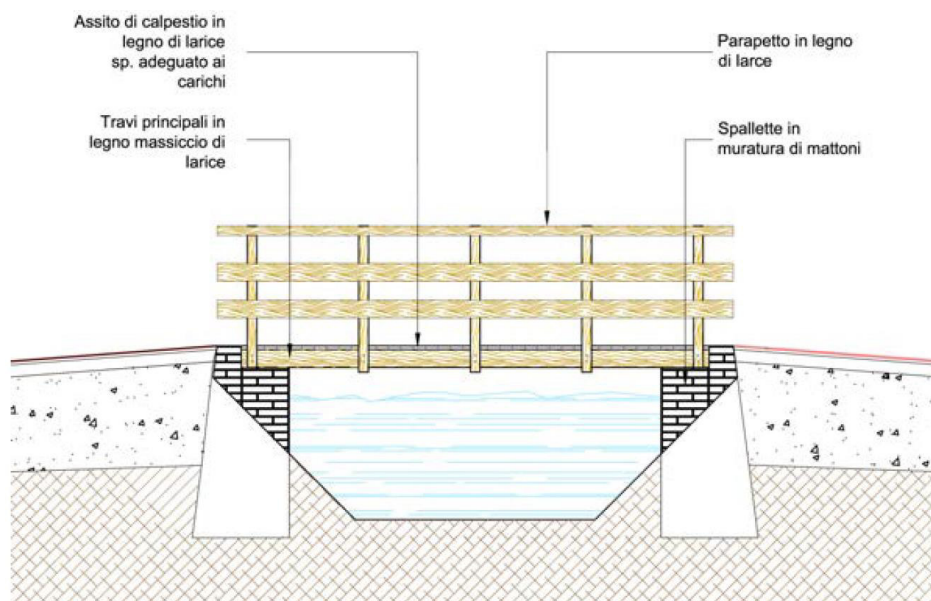 Assito di calpestio in
legno di larice
sp. adeguato ai
carichi
Travi principali in
legno massiccio di
larice
Parapetto in legno
di larce
Spallette in
muratura di mattoni